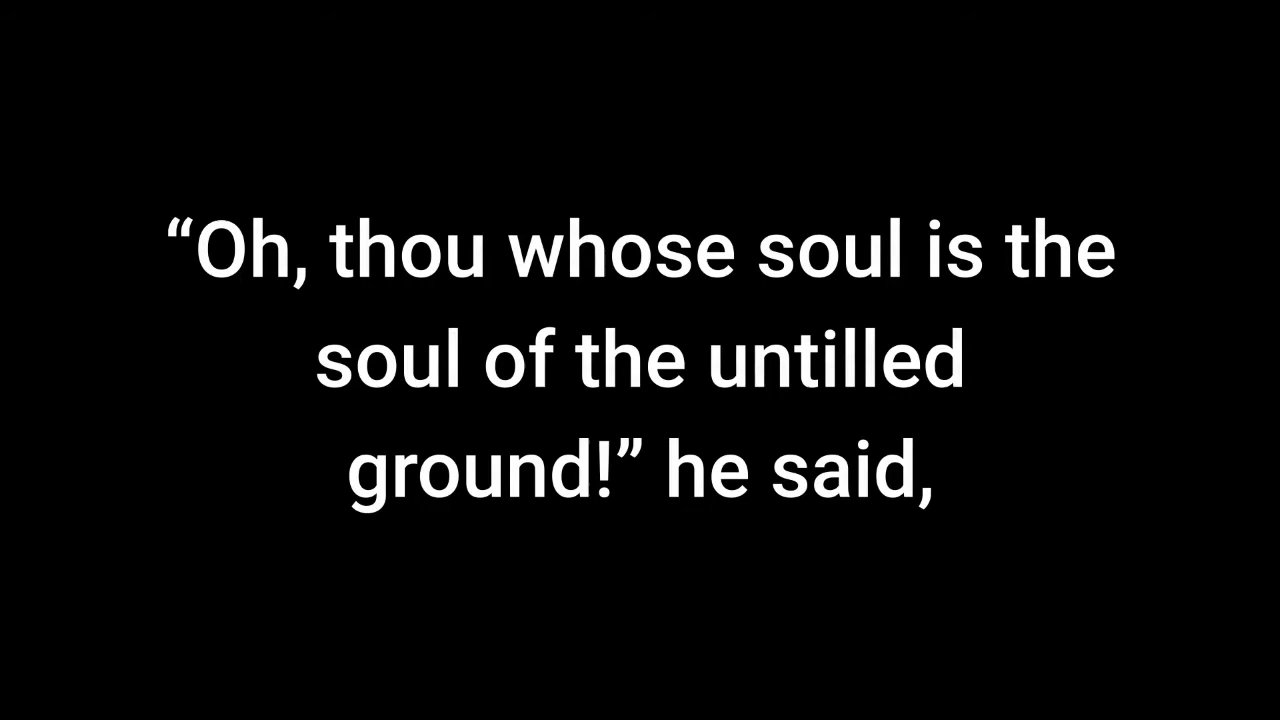 “Oh, thou whose soul is the
soul of the untilled
ground!” he said,